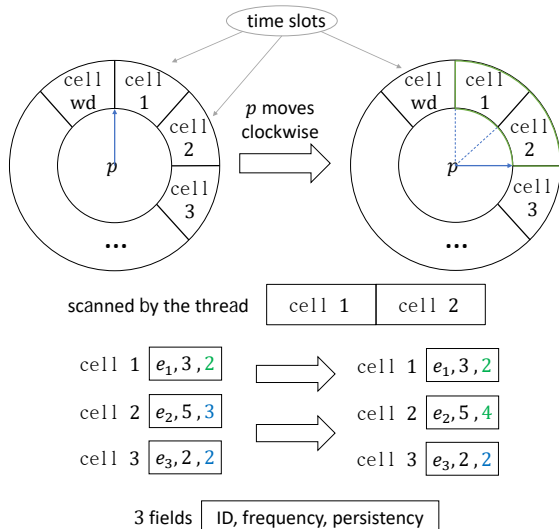 time slots
cell wd
cell 1
cell 2
cell 3
...
p
p moves clockwise
cell wd
cell 1
cell 2
cell 3
...
p
scanned by the thread
cell 1
cell 2
cell 1 e₁, 3 , 2
cell 1 e₁, 3 , 2
cell 2 e₂, 5 , 3
cell 2 e₂, 5 , 4
cell 3 e₃, 2 , 2
cell 3 e₃, 2 , 2
3 fields ID, frequency, persistency